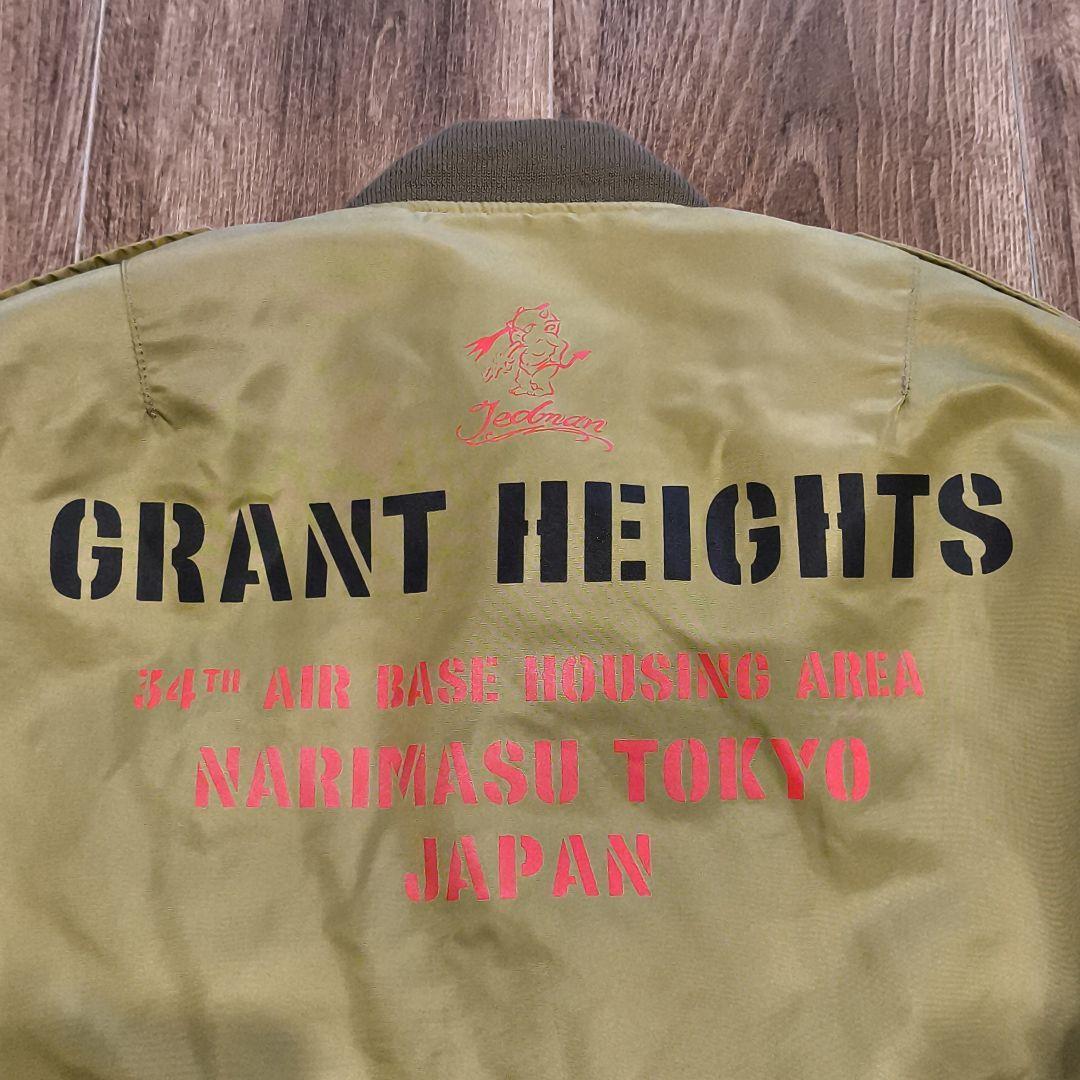 Tedman
GRANT HEIGHTS
34TH AIR BASE HOUSING AREA
NARIMASU TOKYO
JAPAN